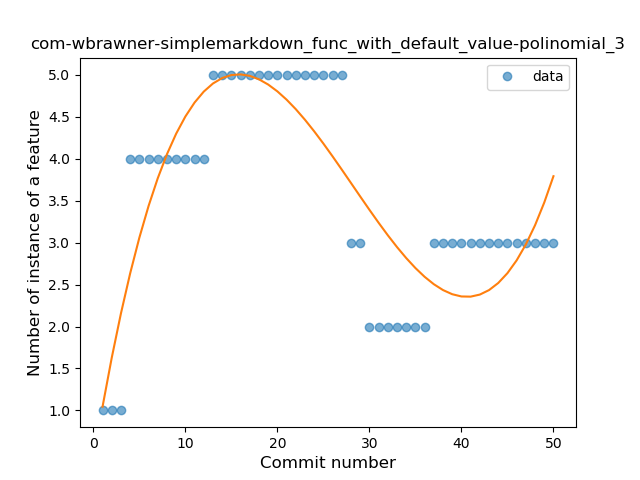 com-wbrawner-simplemarkdown_func_with_default_value-polinomial_3
data
Number of instance of a feature
5.0
4.5
4.0
3.5
3.0
2.5
2.0
1.5
1.0
0 10 20 30 40 50
Commit number